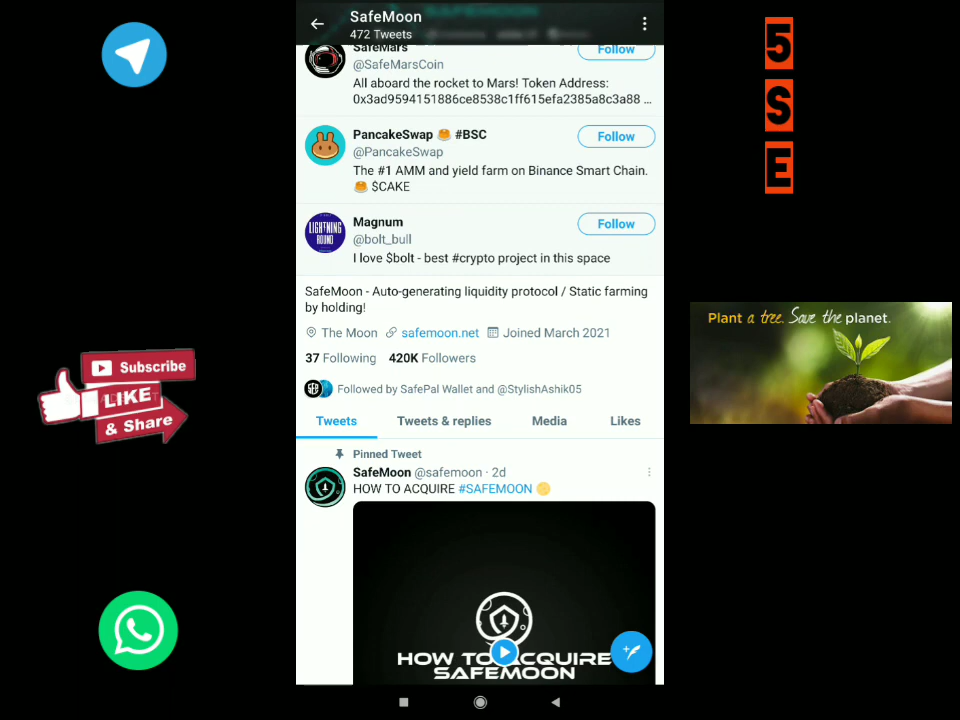 SafeMoon
472 Tweets
SafeMars
Follow
@SafeMarsCoin
All aboard the rocket to Mars! Token Address:
0x3ad9594151886ce8538c1ff615efa2385a8c3a88 ...
PancakeSwap 🥞 #BSC
Follow
@PancakeSwap
The #1 AMM and yield farm on Binance Smart Chain.
🥞 $CAKE
LIGHTNING
ROUND
Magnum
Follow
@bolt_bull
I love $bolt - best #crypto project in this space
SafeMoon - Auto-generating liquidity protocol / Static farming
by holding!
The Moon safemoon.net Joined March 2021
37 Following 420K Followers
Followed by SafePal Wallet and @StylishAshik05
Tweets Tweets & replies Media Likes
Pinned Tweet
SafeMoon @safemoon · 2d
HOW TO ACQUIRE #SAFEMOON 🌕
HOW TO ACQUIRE
SAFEMOON
Subscribe
LIKE
& Share
5
S
E
Plant a tree. Save the planet.